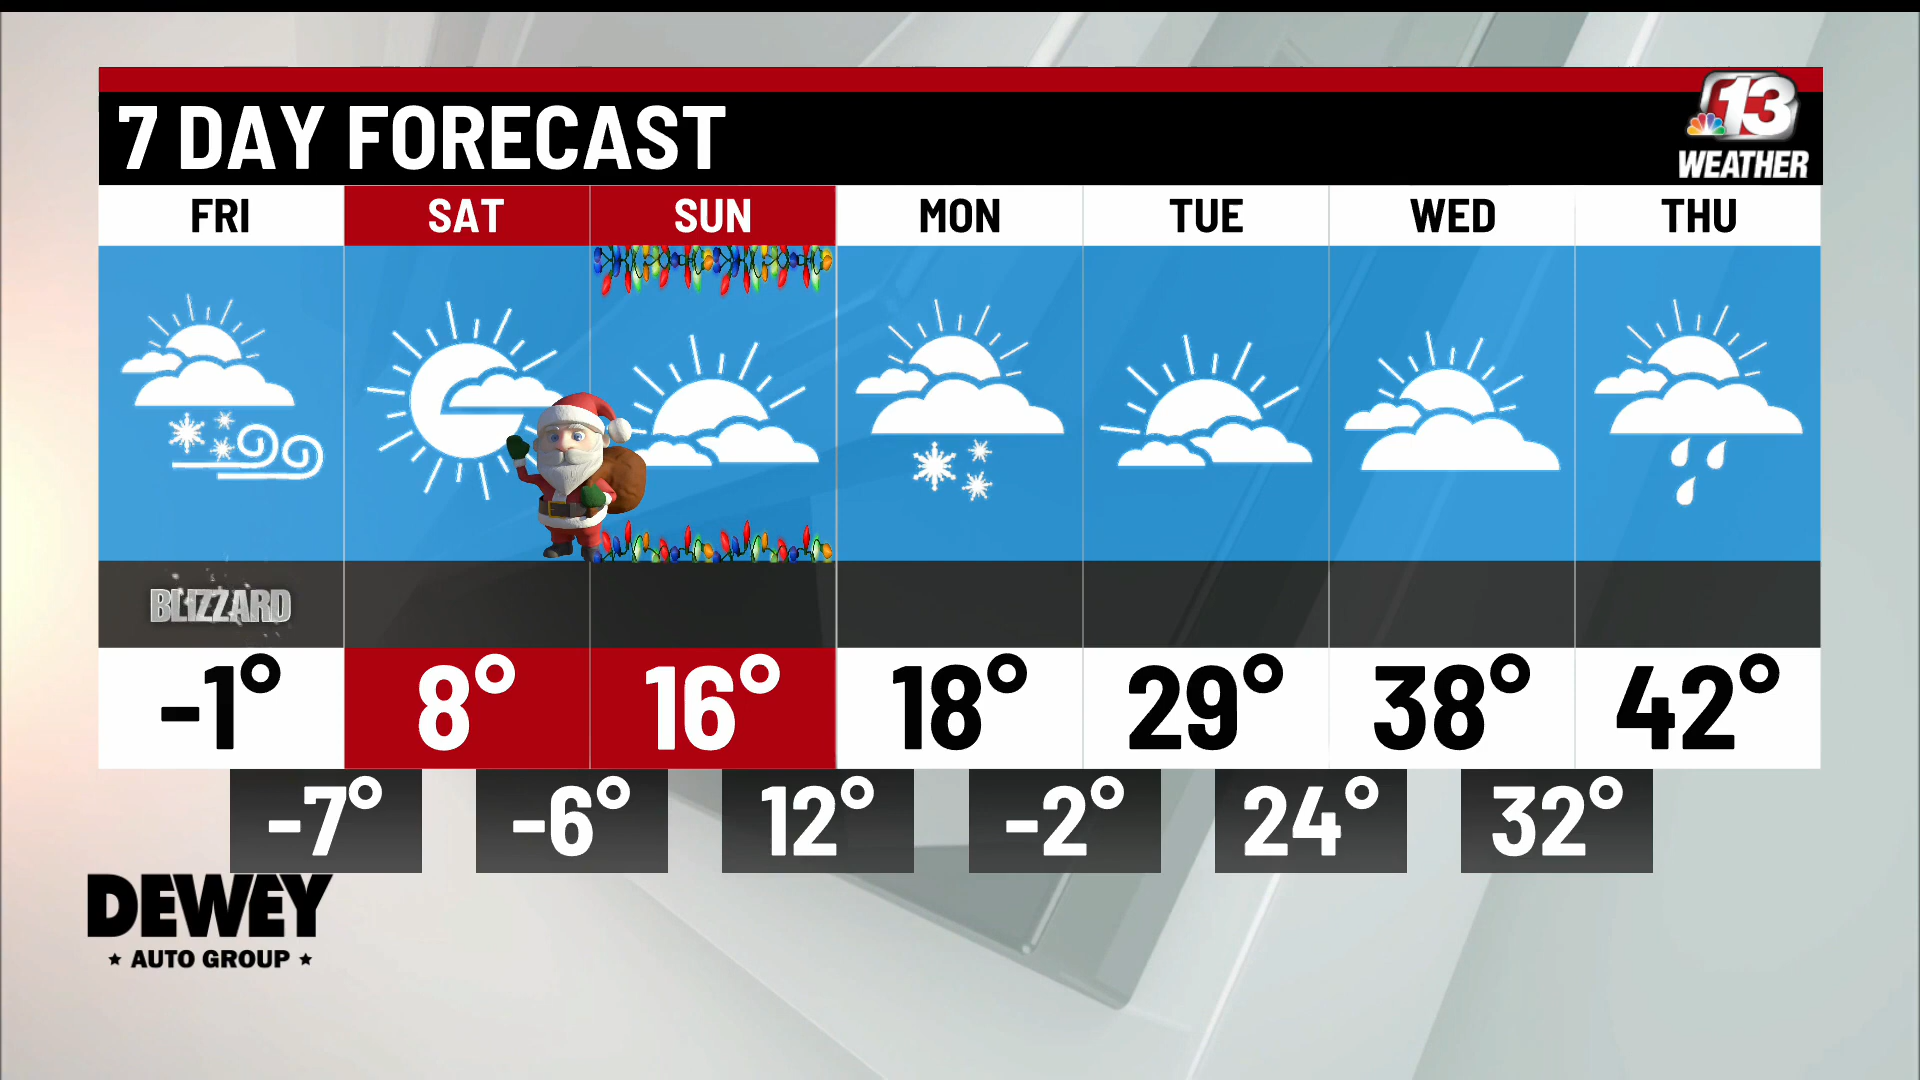 7 DAY FORECAST
13
WEATHER
FRI SAT SUN MON TUE WED THU
BLIZZARD
-1° 8° 16° 18° 29° 38° 42°
-7° -6° 12° -2° 24° 32°
DEWEY
★ AUTO GROUP ★